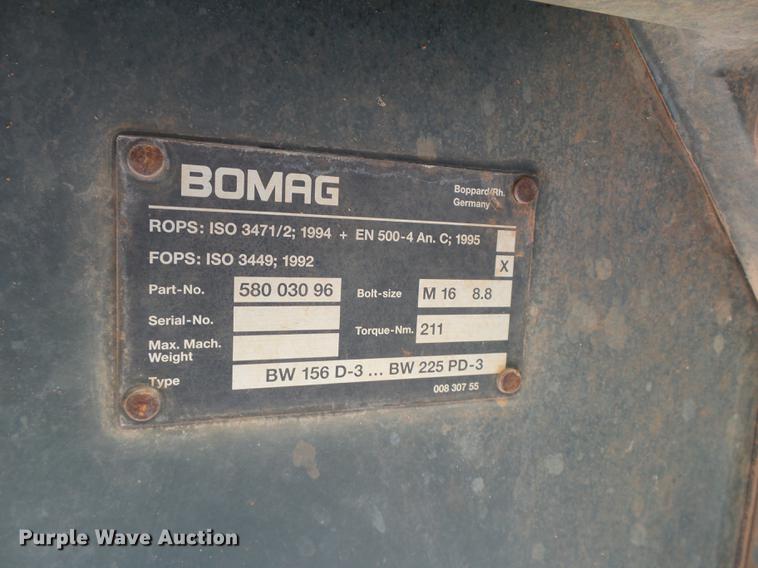 BOMAG
Boppard/Rh.
Germany
ROPS: ISO 3471/2; 1994 + EN 500-4 An. C; 1995
FOPS: ISO 3449; 1992 X
Part-No. 580 030 96 Bolt-size M 16 8.8
Serial-No. Torque-Nm. 211
Max. Mach.
Weight
Type BW 156 D-3 ... BW 225 PD-3
008 307 55
Purple Wave Auction